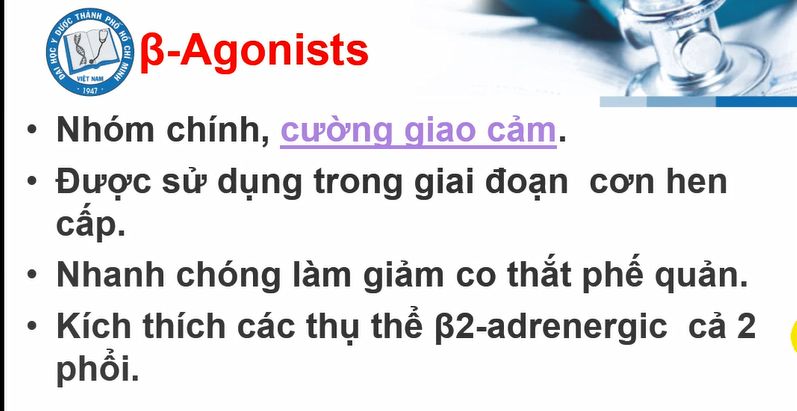 ĐẠI HỌC Y DƯỢC THÀNH PHỐ HỒ CHÍ MINH
VIỆT NAM
1947
β-Agonists
• Nhóm chính, cường giao cảm.
• Được sử dụng trong giai đoạn cơn hen
cấp.
• Nhanh chóng làm giảm co thắt phế quản.
• Kích thích các thụ thể β2-adrenergic cả 2
phổi.